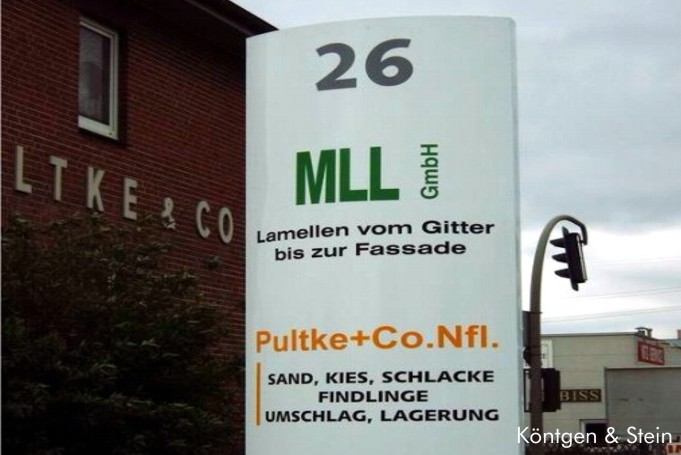 26
MLL GmbH
Lamellen vom Gitter
bis zur Fassade
Pultke+Co.Nfl.
SAND, KIES, SCHLACKE
FINDLINGE
UMSCHLAG, LAGERUNG
LTKE & CO
BISS
Köntgen & Stein